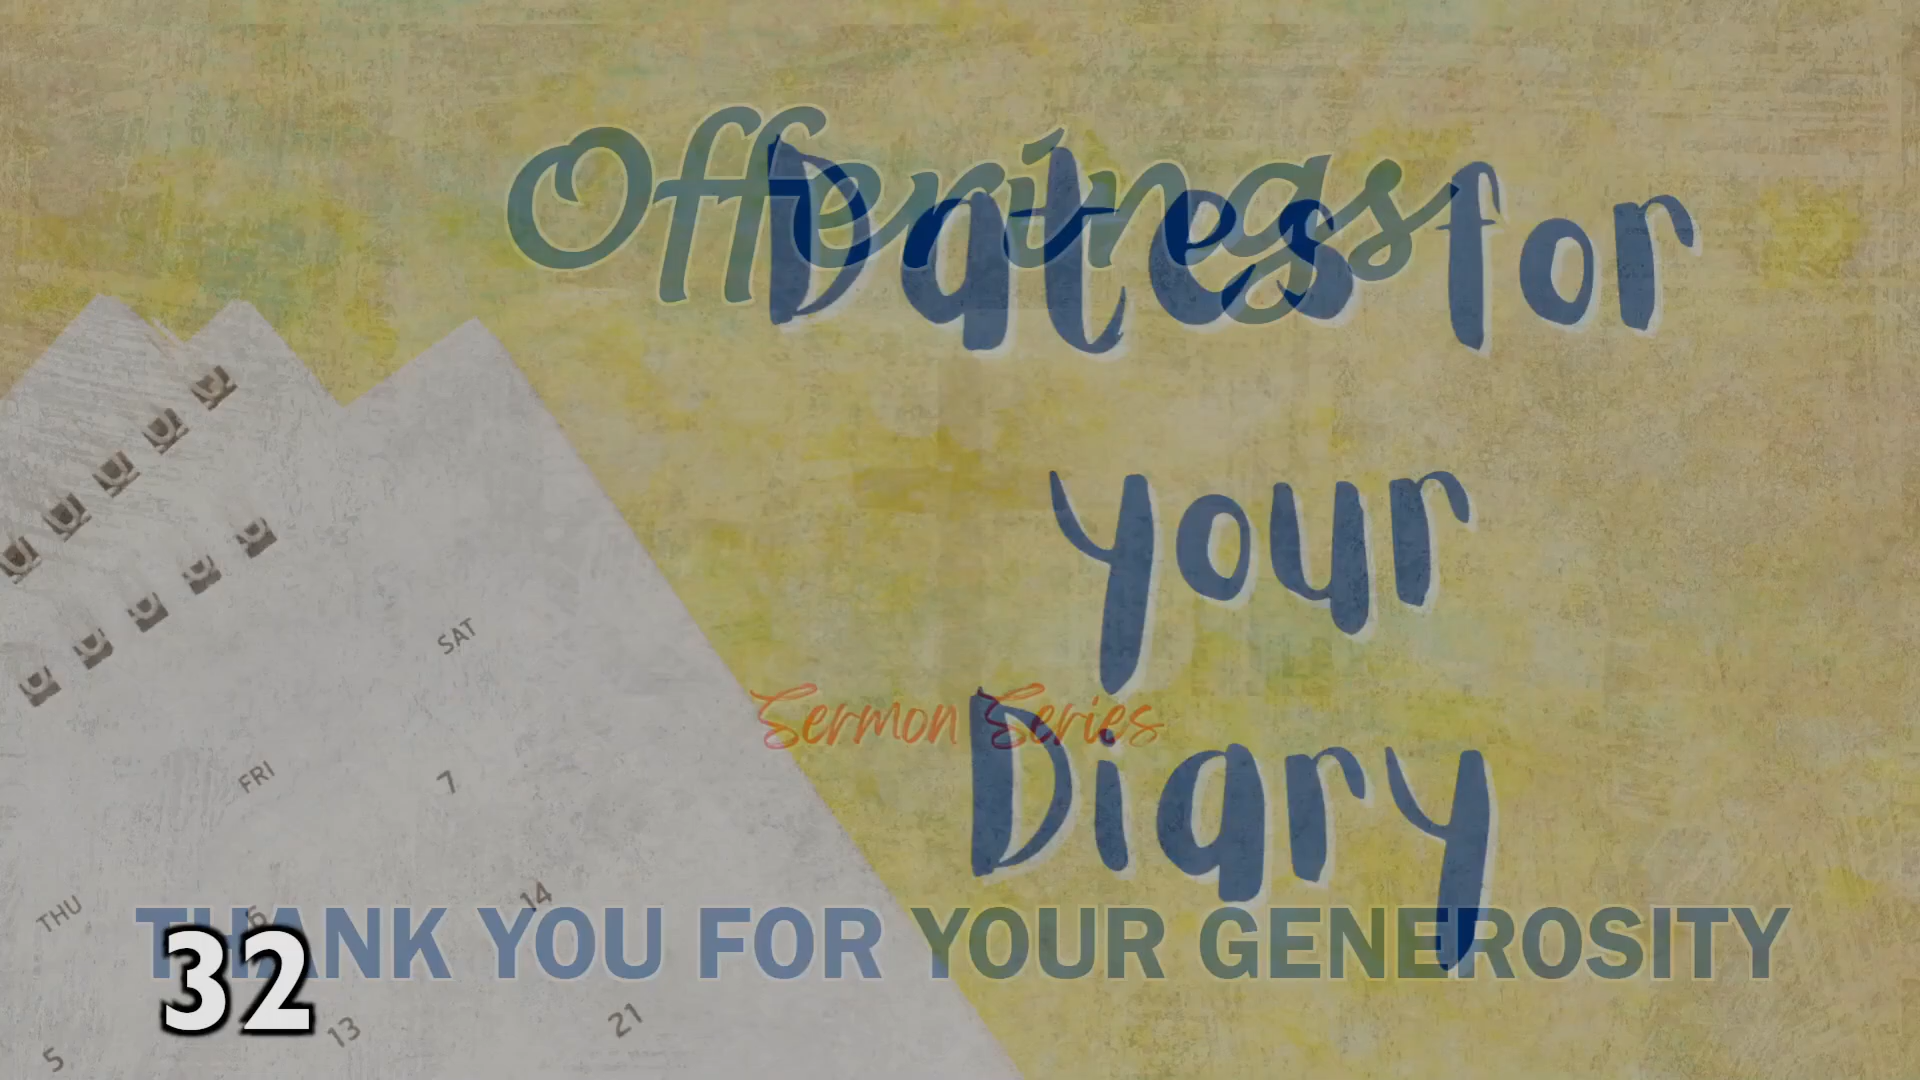 Offerings
Dates for
your
Sermon Series
Diary
THANK YOU FOR YOUR GENEROSITY
32
SAT
FRI
7
THU
6
14
5
13
21